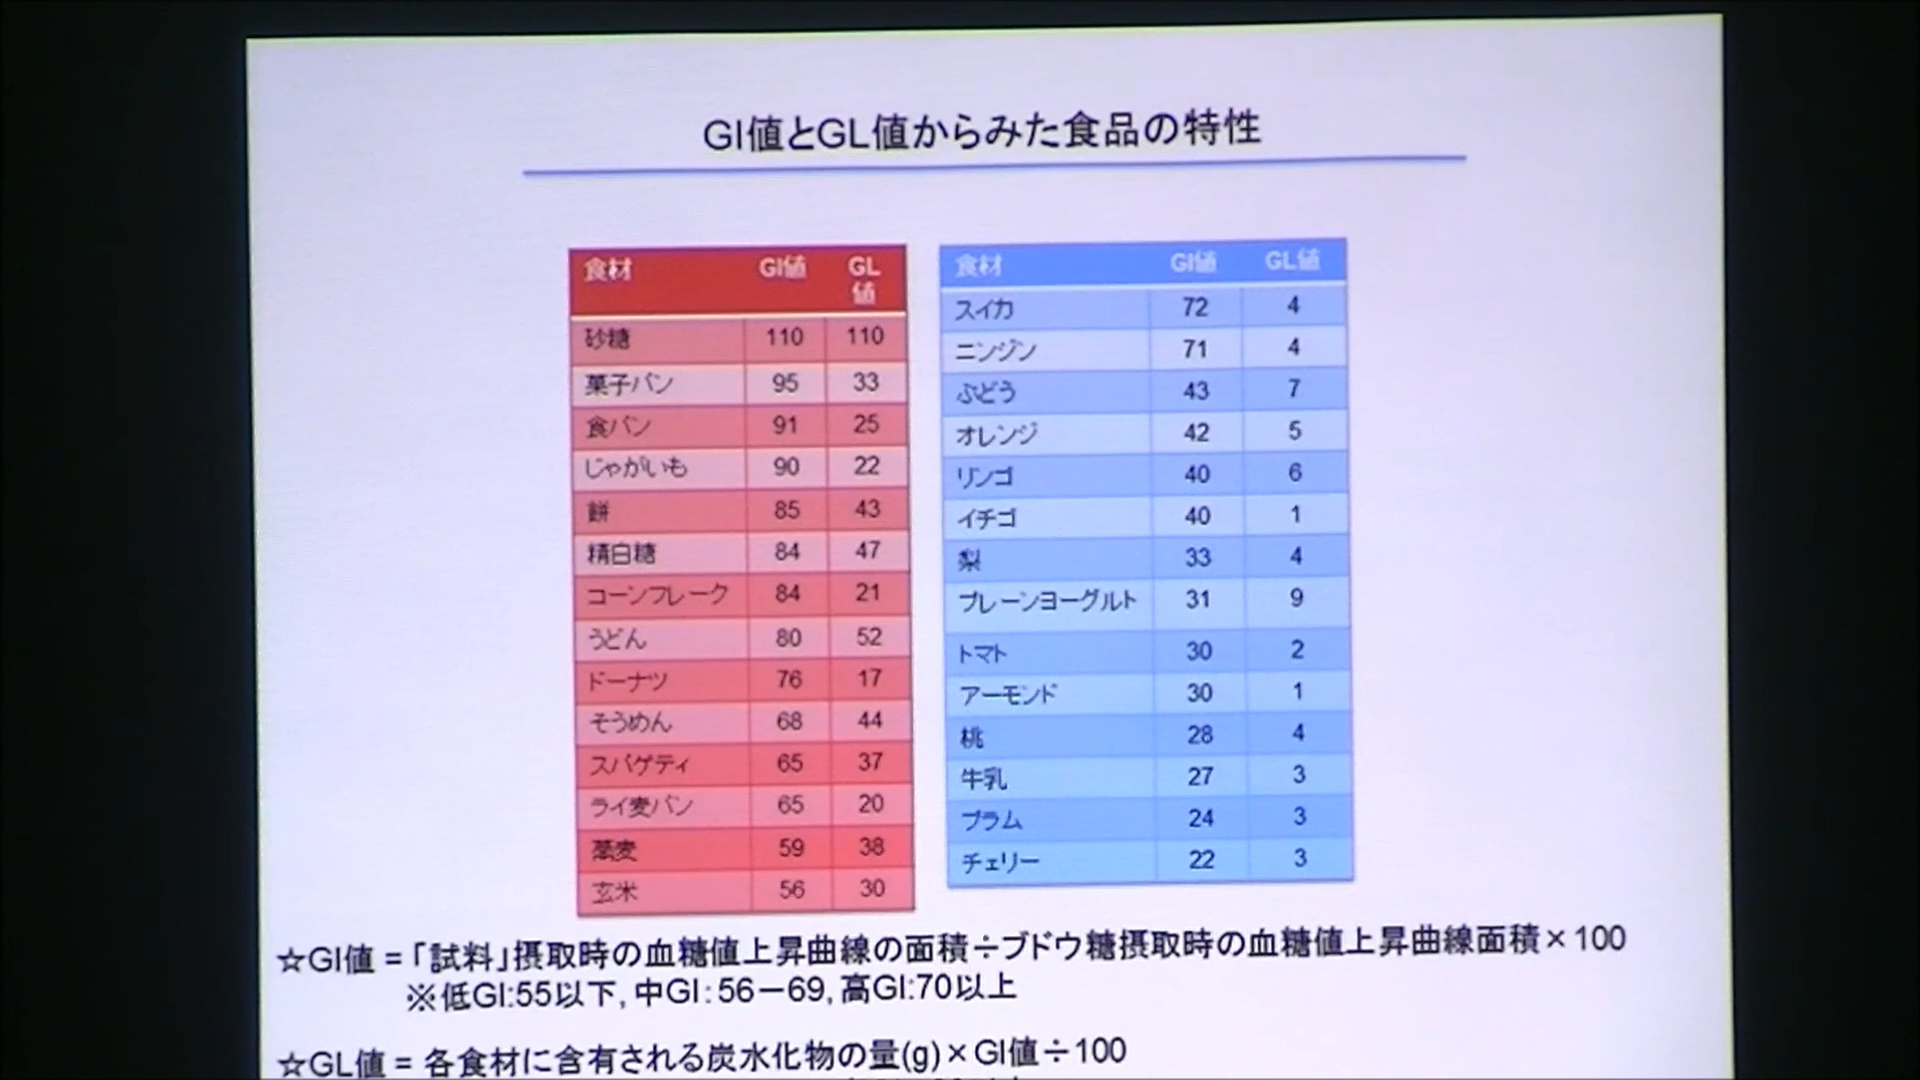 GI値とGL値からみた食品の特性
食材 GI値 GL値
砂糖 110 110
菓子パン 95 33
食パン 91 25
じゃがいも 90 22
餅 85 43
精白糖 84 47
コーンフレーク 84 21
うどん 80 52
ドーナツ 76 17
そうめん 68 44
スパゲティ 65 37
ライ麦パン 65 20
蕎麦 59 38
玄米 56 30
食材 GI値 GL値
スイカ 72 4
ニンジン 71 4
ぶどう 43 7
オレンジ 42 5
リンゴ 40 6
イチゴ 40 1
梨 33 4
プレーンヨーグルト 31 9
トマト 30 2
アーモンド 30 1
桃 28 4
牛乳 27 3
プラム 24 3
チェリー 22 3
☆GI値 = 「試料」摂取時の血糖値上昇曲線の面積÷ブドウ糖摂取時の血糖値上昇曲線面積×100
※低GI:55以下, 中GI: 56－69, 高GI:70以上
☆GL値 = 各食材に含有される炭水化物の量(g)×GI値÷100